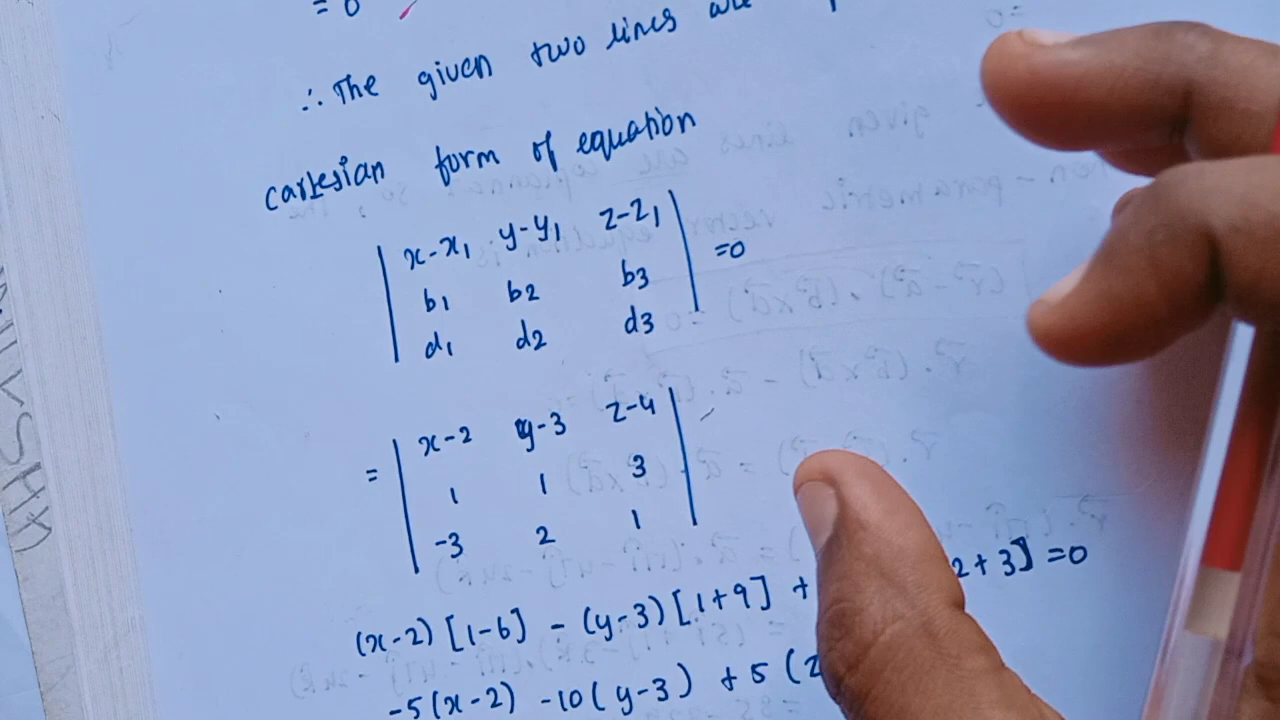 = 0
∴ The given two lines are
cartesian form of equation
| x-x₁ y-y₁ z-z₁ |
| b₁ b₂ b₃ | =0
| d₁ d₂ d₃ |
= | x-2 y-3 z-4 |
| 1 1 3 |
| -3 2 1 |
(x-2) [1-6] - (y-3) [1+9] + 2+3] =0
-5(x-2) -10(y-3) +5 (z